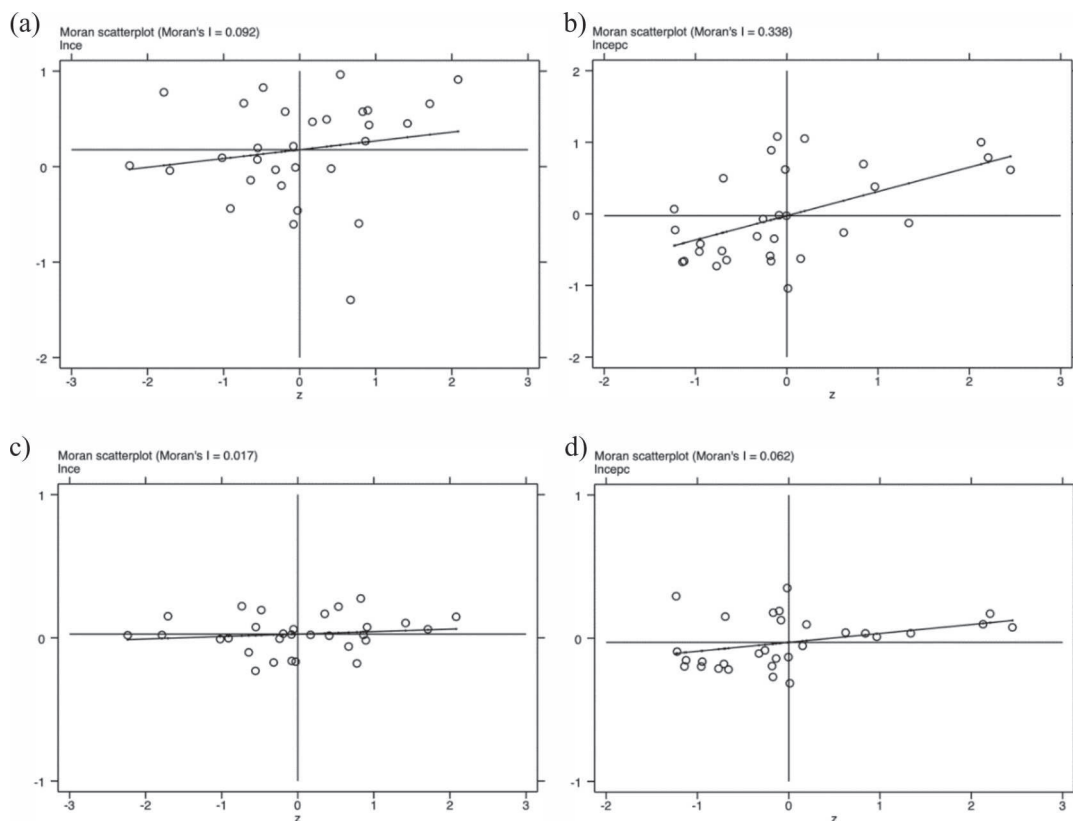 (a)
Moran scatterplot (Moran's I = 0.092)
lnce
1
0
-1
-2
-3
-2
-1
0
1
2
3
z
b)
Moran scatterplot (Moran's I = 0.338)
lncepc
2
1
0
-1
-2
-2
-1
0
1
2
3
z
c)
Moran scatterplot (Moran's I = 0.017)
lnce
1
0
-1
-3
-2
-1
0
1
2
3
z
d)
Moran scatterplot (Moran's I = 0.062)
lncepc
1
0
-1
-2
-1
0
1
2
3
z